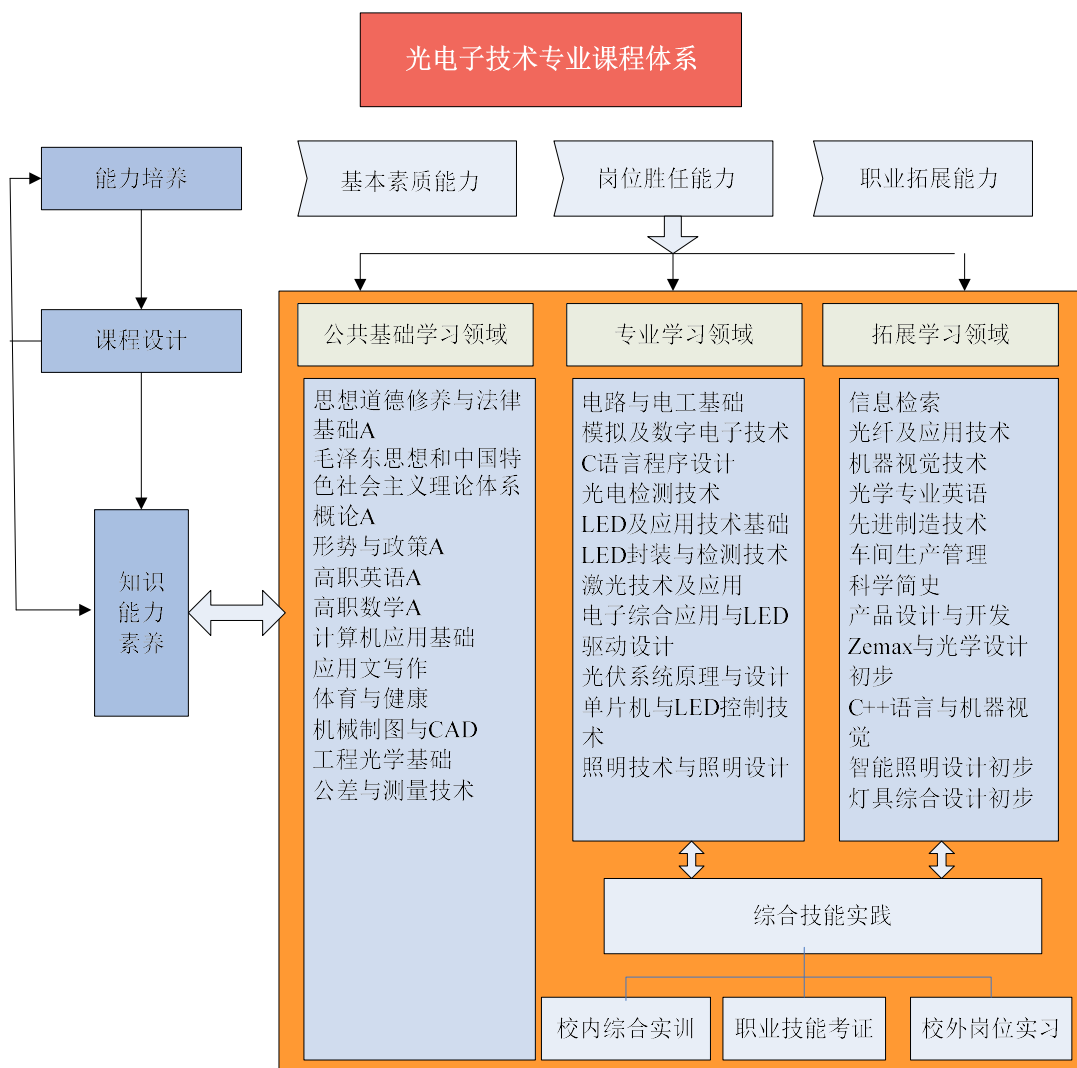 光电子技术专业课程体系
能力培养
基本素质能力
岗位胜任能力
职业拓展能力
课程设计
知识
能力
素养
公共基础学习领域
思想道德修养与法律
基础A
毛泽东思想和中国特
色社会主义理论体系
概论A
形势与政策A
高职英语A
高职数学A
计算机应用基础
应用文写作
体育与健康
机械制图与CAD
工程光学基础
公差与测量技术
专业学习领域
电路与电工基础
模拟及数字电子技术
C语言程序设计
光电检测技术
LED及应用技术基础
LED封装与检测技术
激光技术及应用
电子综合应用与LED
驱动设计
光伏系统原理与设计
单片机与LED控制技
术
照明技术与照明设计
拓展学习领域
信息检索
光纤及应用技术
机器视觉技术
光学专业英语
先进制造技术
车间生产管理
科学简史
产品设计与开发
Zemax与光学设计
初步
C++语言与机器视
觉
智能照明设计初步
灯具综合设计初步
综合技能实践
校内综合实训
职业技能考证
校外岗位实习